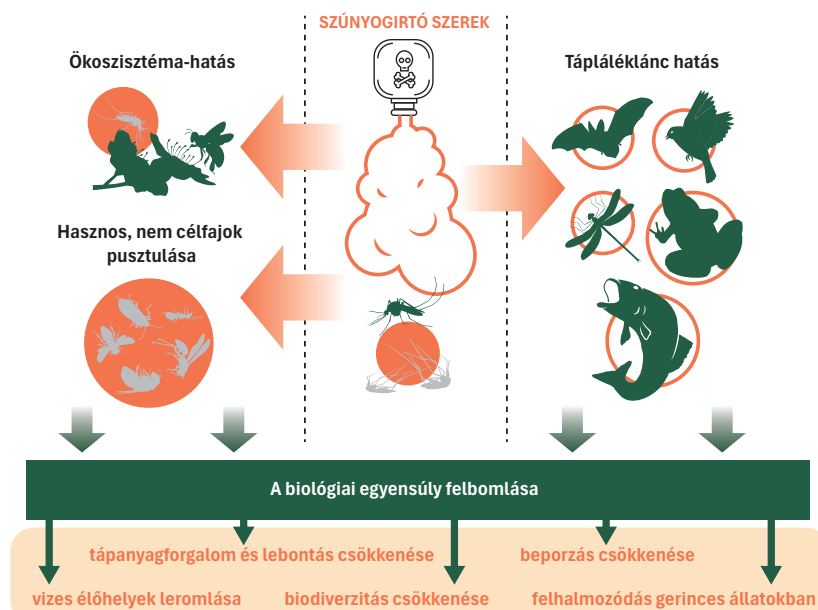 SZÚNYOGIRTÓ SZEREK
Ökoszisztéma-hatás
Tápláléklánc hatás
Hasznos, nem célfajok
pusztulása
A biológiai egyensúly felbomlása
tápanyagforgalom és lebontás csökkenése
beporzás csökkenése
vizes élőhelyek leromlása
biodiverzitás csökkenése
felhalmozódás gerinces állatokban